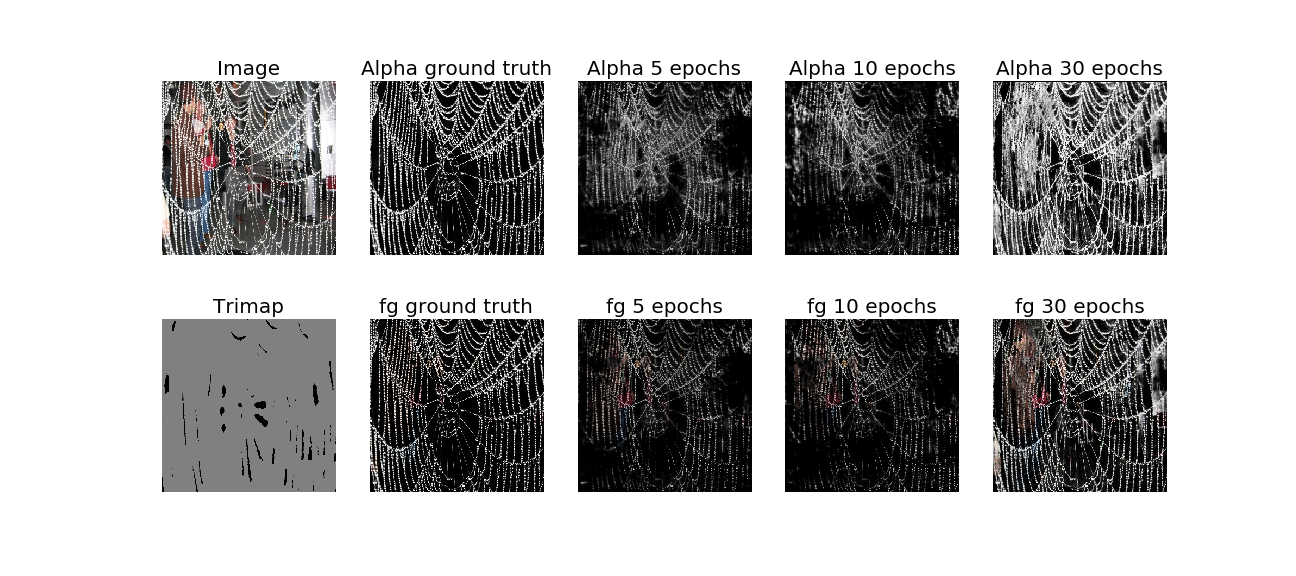 Image
Alpha ground truth
Alpha 5 epochs
Alpha 10 epochs
Alpha 30 epochs
Trimap
fg ground truth
fg 5 epochs
fg 10 epochs
fg 30 epochs